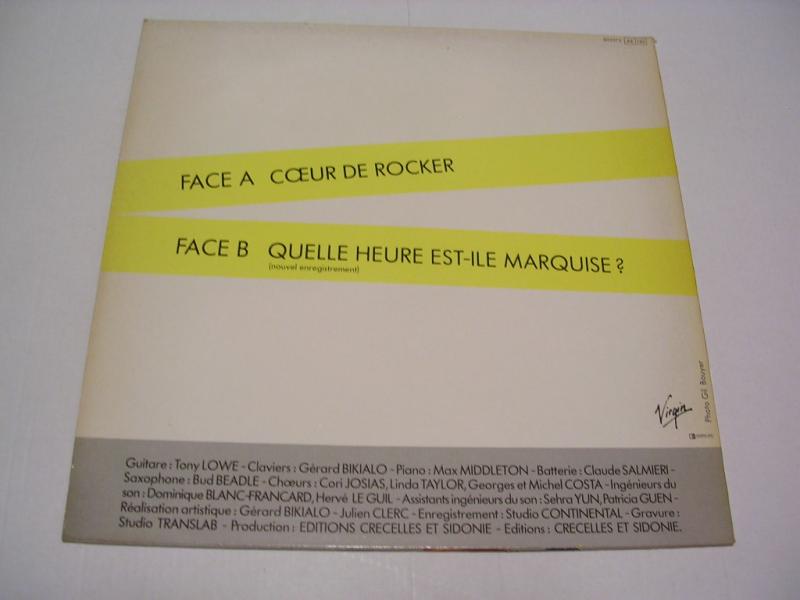 FACE A CŒUR DE ROCKER
FACE B QUELLE HEURE EST-ILE MARQUISE ?
(nouvel enregistrement)
Virgin
Photo Gil Bouyer
Guitare : Tony LOWE - Claviers : Gérard BIKIALO - Piano : Max MIDDLETON - Batterie : Claude SALMIERI -
Saxophone : Bud BEADLE - Chœurs : Cori JOSIAS, Linda TAYLOR, Georges et Michel COSTA - Ingénieurs du
son : Dominique BLANC-FRANCARD, Hervé LE GUIL - Assistants ingénieurs du son : Sehra YUN, Patricia GUEN -
Réalisation artistique : Gérard BIKIALO - Julien CLERC - Enregistrement : Studio CONTINENTAL - Gravure :
Studio TRANSLAB - Production : EDITIONS CRECELLES ET SIDONIE - Editions : CRECELLES ET SIDONIE.